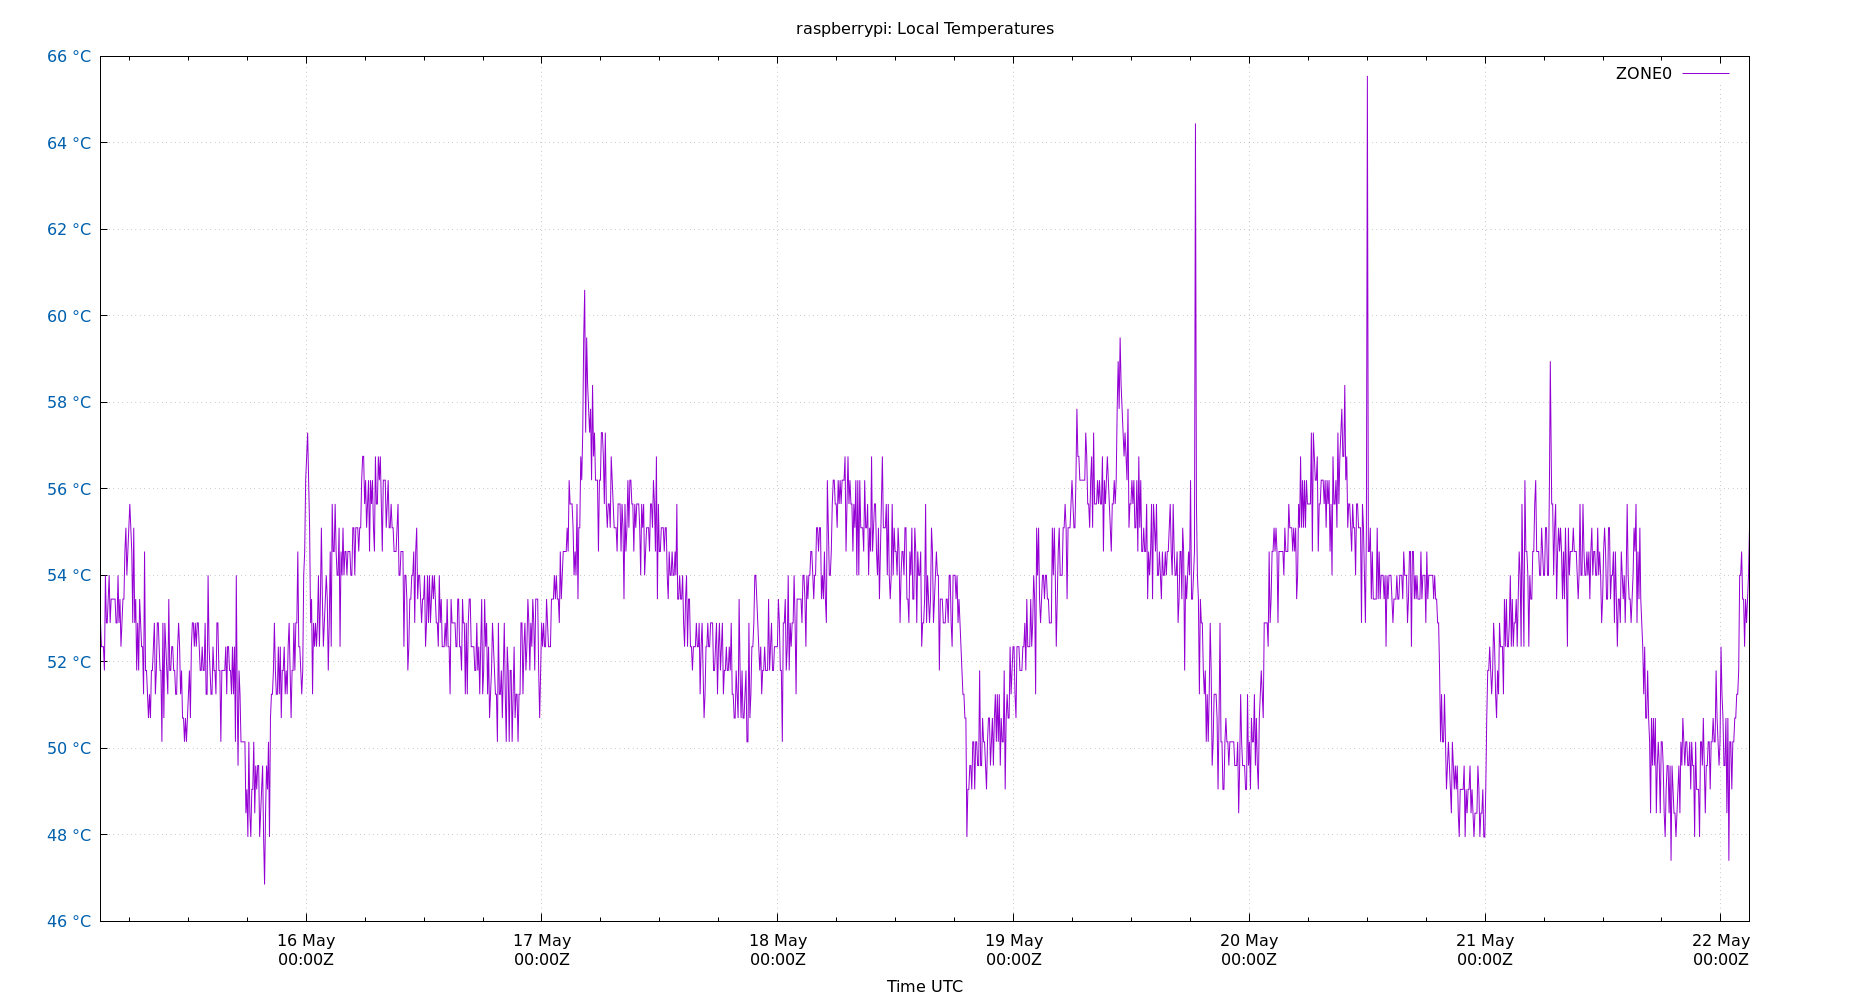 raspberrypi: Local Temperatures
66 °C
ZONE0
64 °C
62 °C
60 °C
58 °C
56 °C
54 °C
52 °C
50 °C
48 °C
46 °C
16 May 17 May 18 May 19 May 20 May 21 May 22 May
00:00Z 00:00Z 00:00Z 00:00Z 00:00Z 00:00Z 00:00Z
Time UTC